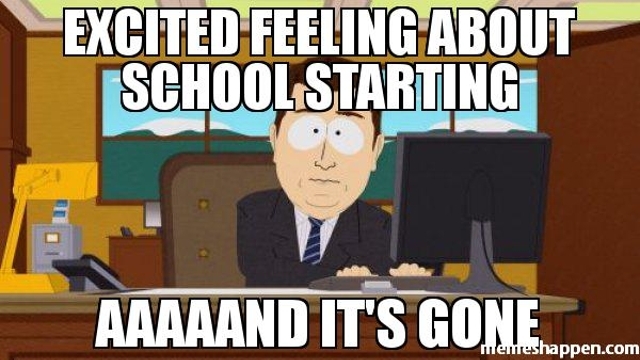 EXCITED FEELING ABOUT
SCHOOL STARTING
AAAAAND IT'S GONE
memeshappen.com